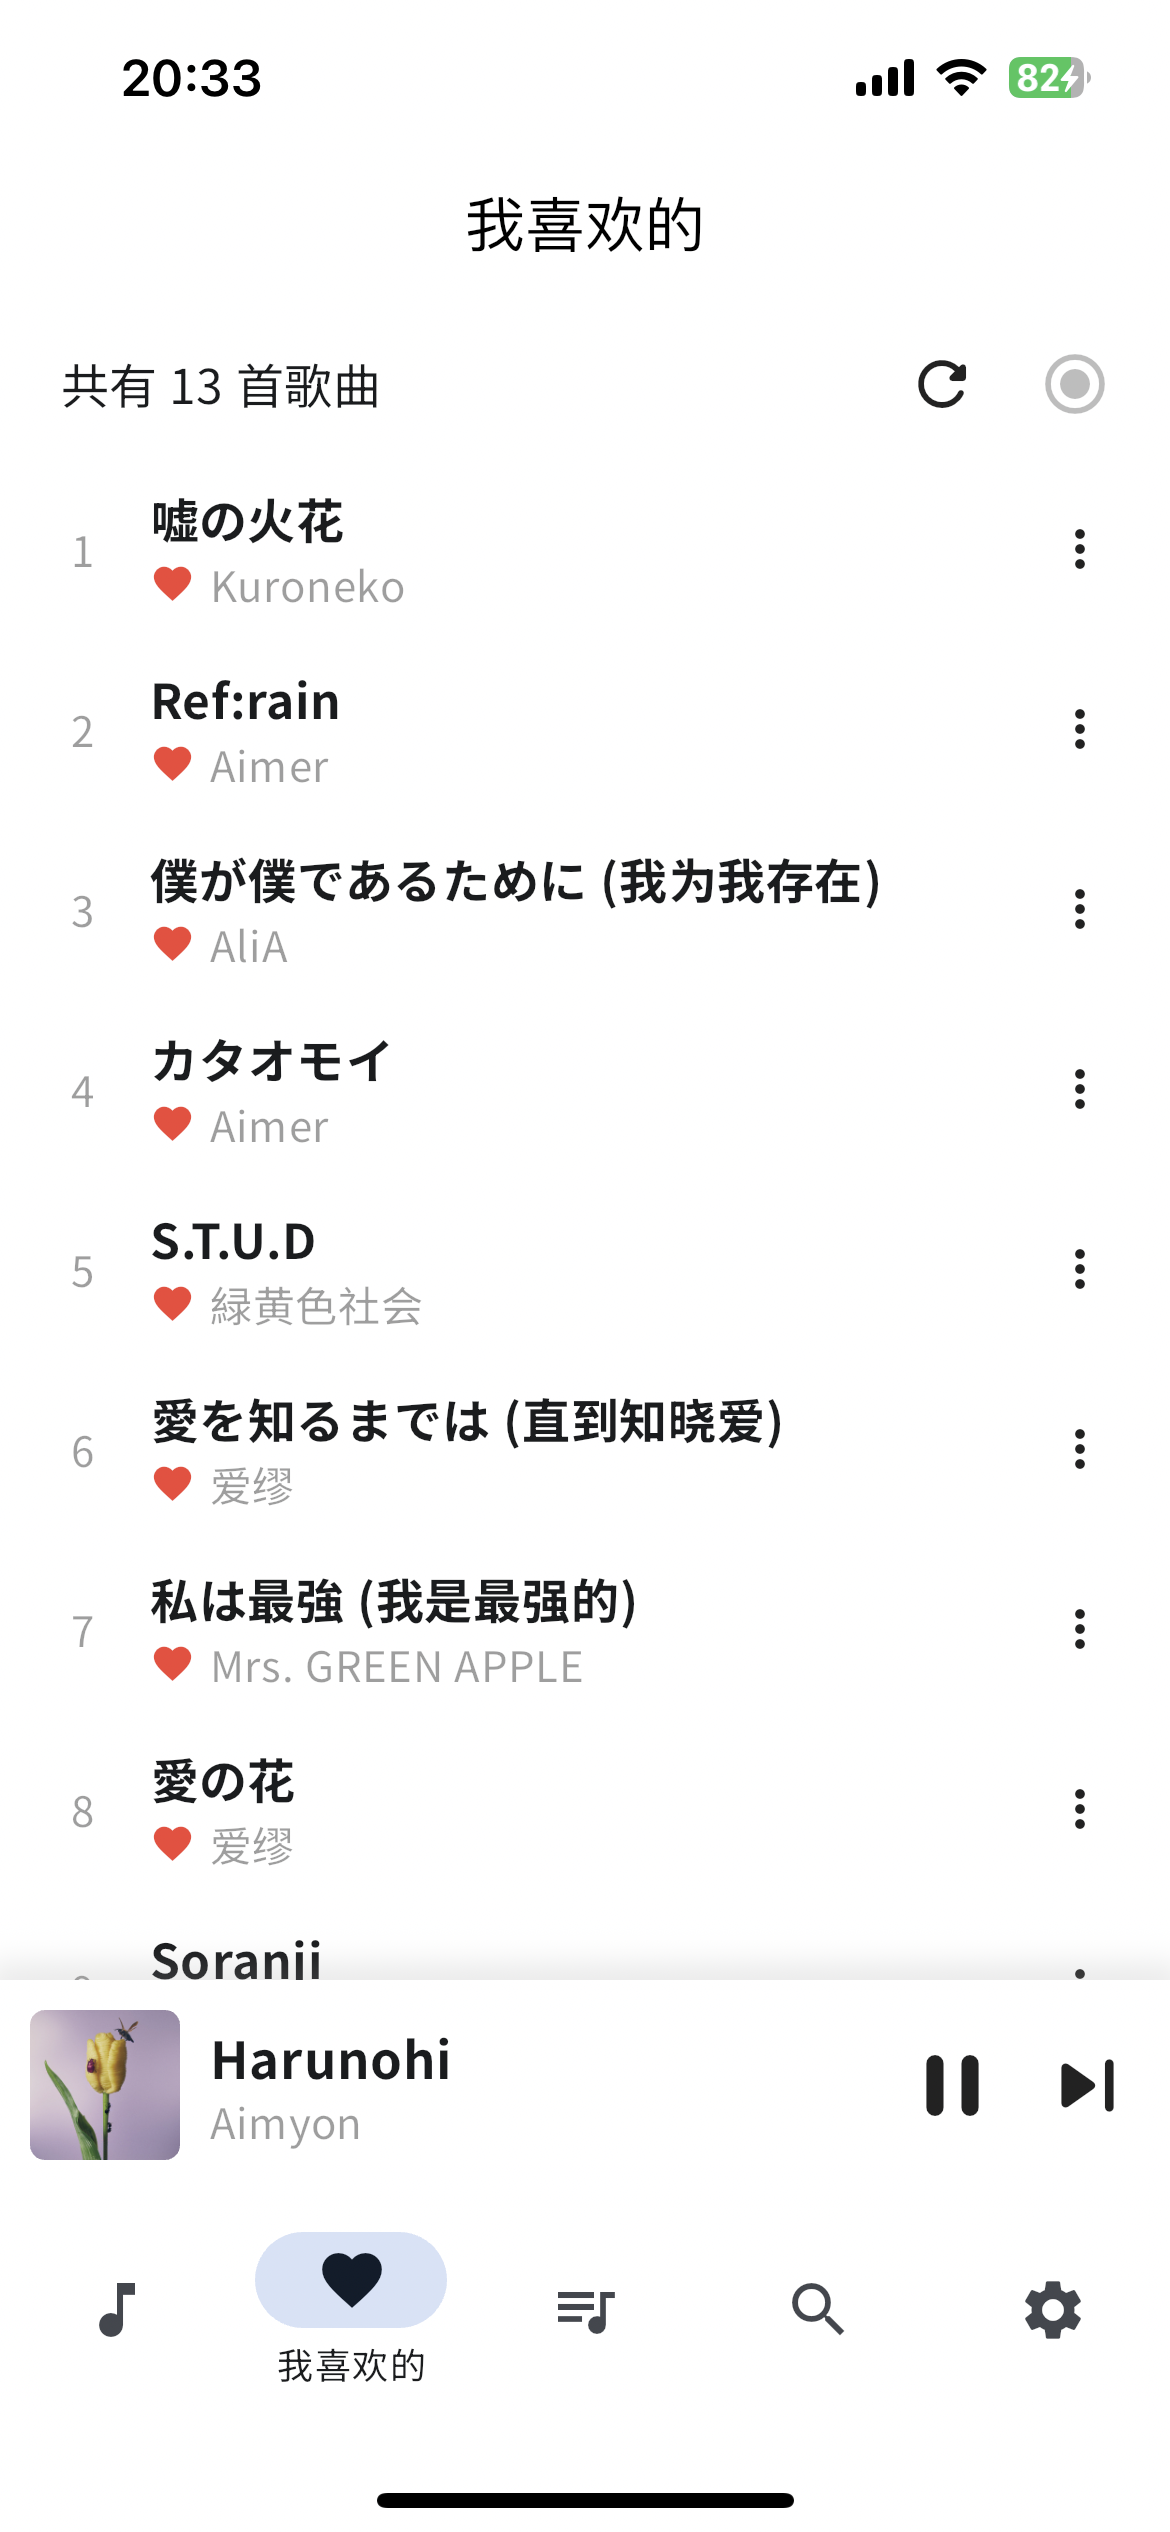 20:33
82
我喜欢的
共有 13 首歌曲
1
嘘の火花
Kuroneko
2
Ref:rain
Aimer
3
僕が僕であるために (我为我存在)
AliA
4
カタオモイ
Aimer
5
S.T.U.D
緑黄色社会
6
愛を知るまでは (直到知晓爱)
爱缪
7
私は最強 (我是最强的)
Mrs. GREEN APPLE
8
愛の花
爱缪
Soranji
Harunohi
Aimyon
我喜欢的